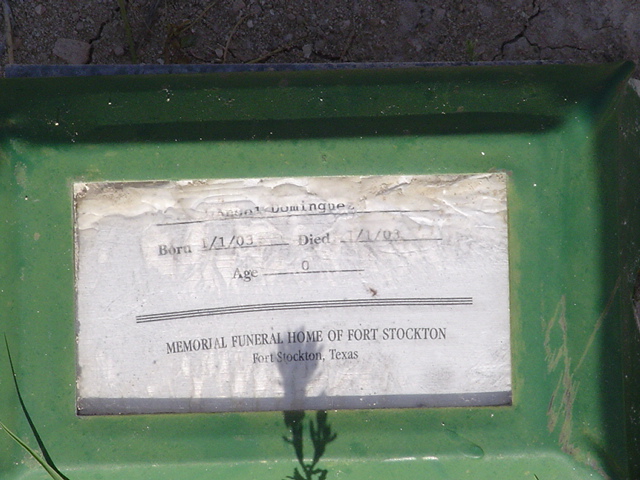 Angel Dominguez
Born 1/1/03 Died 1/1/03
Age 0
MEMORIAL FUNERAL HOME OF FORT STOCKTON
Fort Stockton, Texas